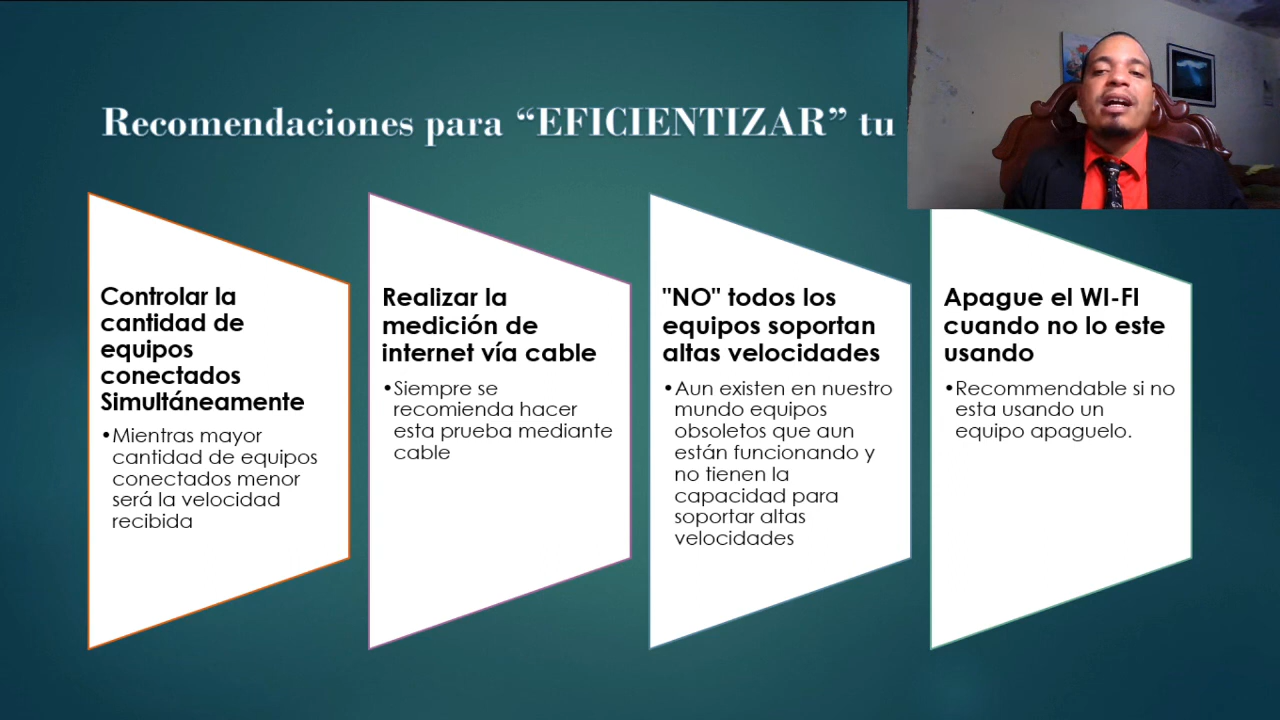 Recomendaciones para “EFICIENTIZAR” tu
Controlar la
cantidad de
equipos
conectados
Simultáneamente
•Mientras mayor
cantidad de equipos
conectados menor
será la velocidad
recibida
Realizar la
medición de
internet vía cable
•Siempre se
recomienda hacer
esta prueba mediante
cable
"NO" todos los
equipos soportan
altas velocidades
•Aun existen en nuestro
mundo equipos
obsoletos que aun
están funcionando y
no tienen la
capacidad para
soportar altas
velocidades
Apague el WI-FI
cuando no lo este
usando
•Recommendable si no
esta usando un
equipo apaguelo.